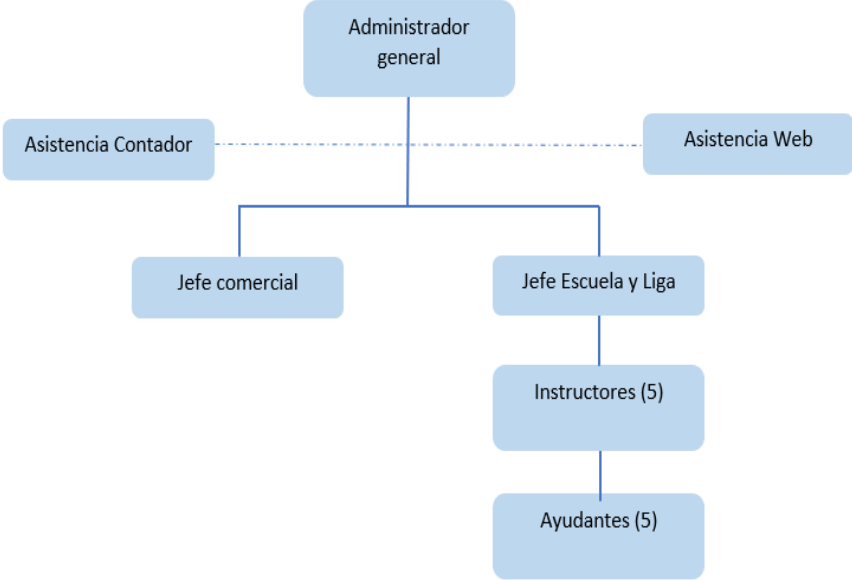 Administrador
general
Asistencia Contador
Asistencia Web
Jefe comercial
Jefe Escuela y Liga
Instructores (5)
Ayudantes (5)